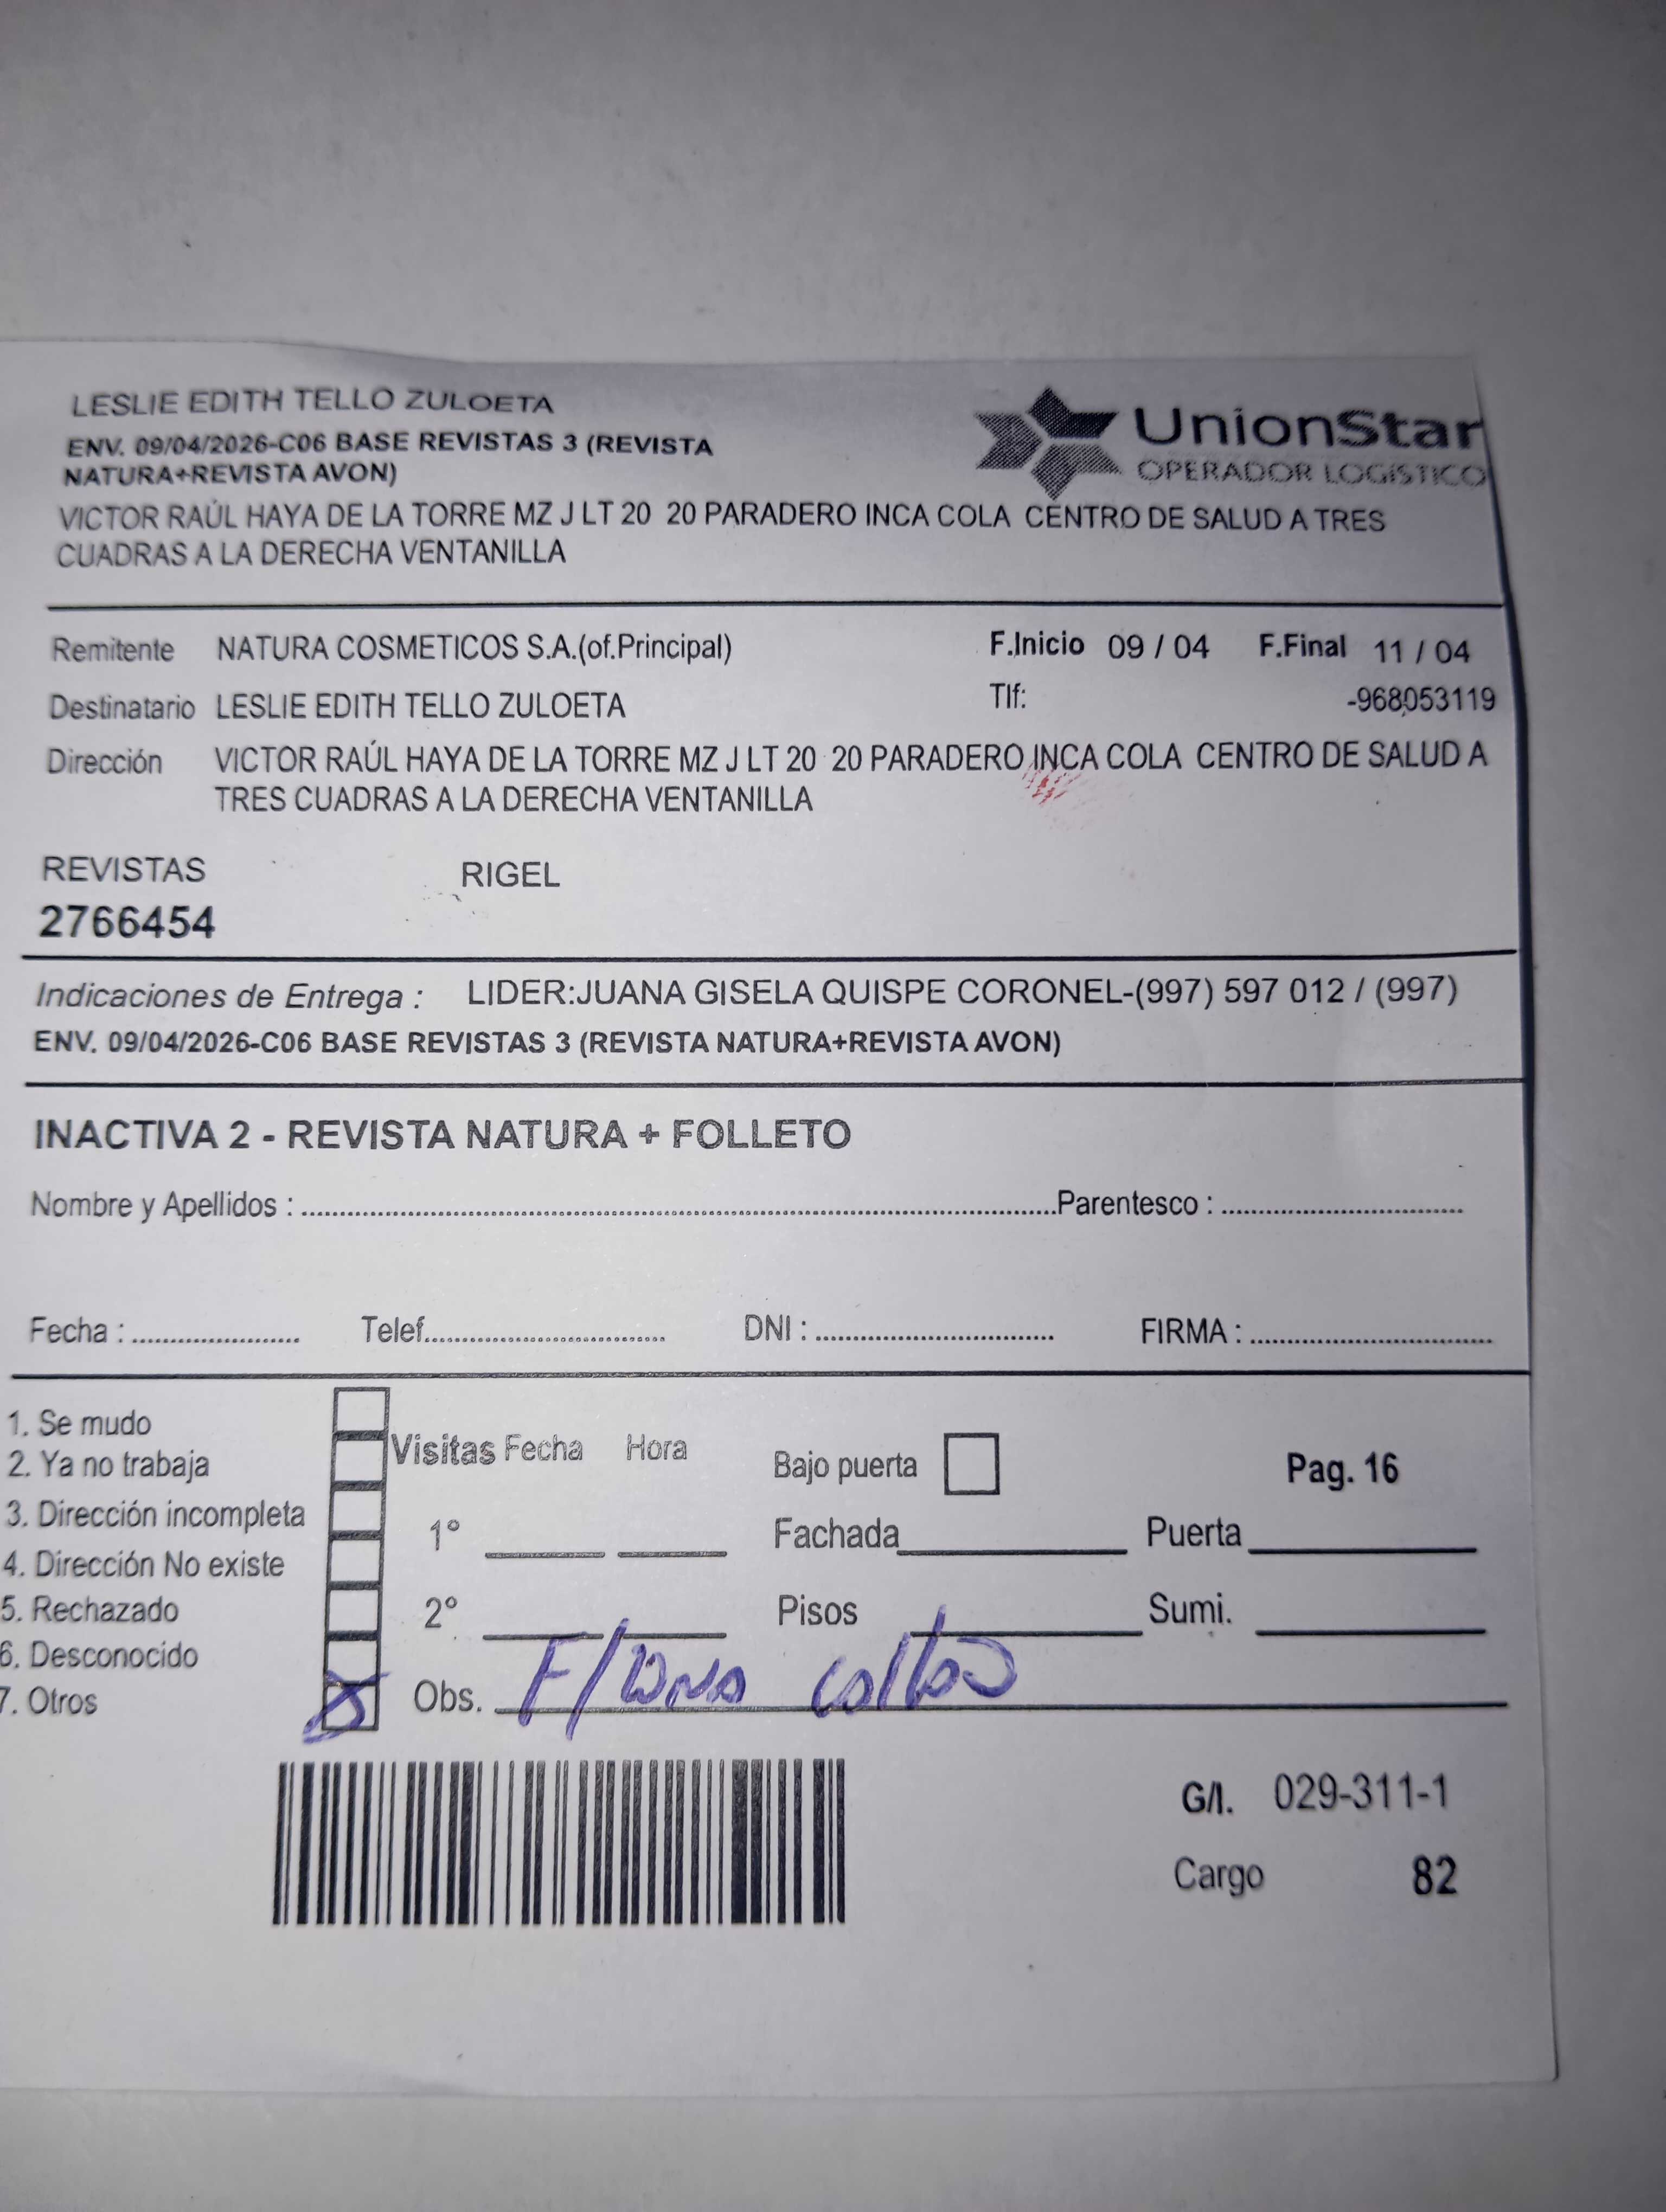 LESLIE EDITH TELLO ZULOETA
ENV. 09/04/2026-C06 BASE REVISTAS 3 (REVISTA
NATURA+REVISTA AVON)
UnionStar
OPERADOR LOGÍSTICO
VICTOR RAÚL HAYA DE LA TORRE MZ J LT 20 20 PARADERO INCA COLA CENTRO DE SALUD A TRES
CUADRAS A LA DERECHA VENTANILLA
Remitente NATURA COSMETICOS S.A.(of.Principal) F.Inicio 09 / 04 F.Final 11 / 04
Destinatario LESLIE EDITH TELLO ZULOETA Tlf: -968053119
Dirección VICTOR RAÚL HAYA DE LA TORRE MZ J LT 20 20 PARADERO INCA COLA CENTRO DE SALUD A
TRES CUADRAS A LA DERECHA VENTANILLA
REVISTAS RIGEL
2766454
Indicaciones de Entrega : LIDER:JUANA GISELA QUISPE CORONEL-(997) 597 012 / (997)
ENV. 09/04/2026-C06 BASE REVISTAS 3 (REVISTA NATURA+REVISTA AVON)
INACTIVA 2 - REVISTA NATURA + FOLLETO
Nombre y Apellidos : Parentesco :
Fecha : Telef. DNI : FIRMA :
1. Se mudo
2. Ya no trabaja
3. Dirección incompleta
4. Dirección No existe
5. Rechazado
6. Desconocido
7. Otros
Visitas Fecha Hora
1°
2°
Bajo puerta Pag. 16
Fachada Puerta
Pisos Sumi.
Obs. F/
G/I. 029-311-1
Cargo 82